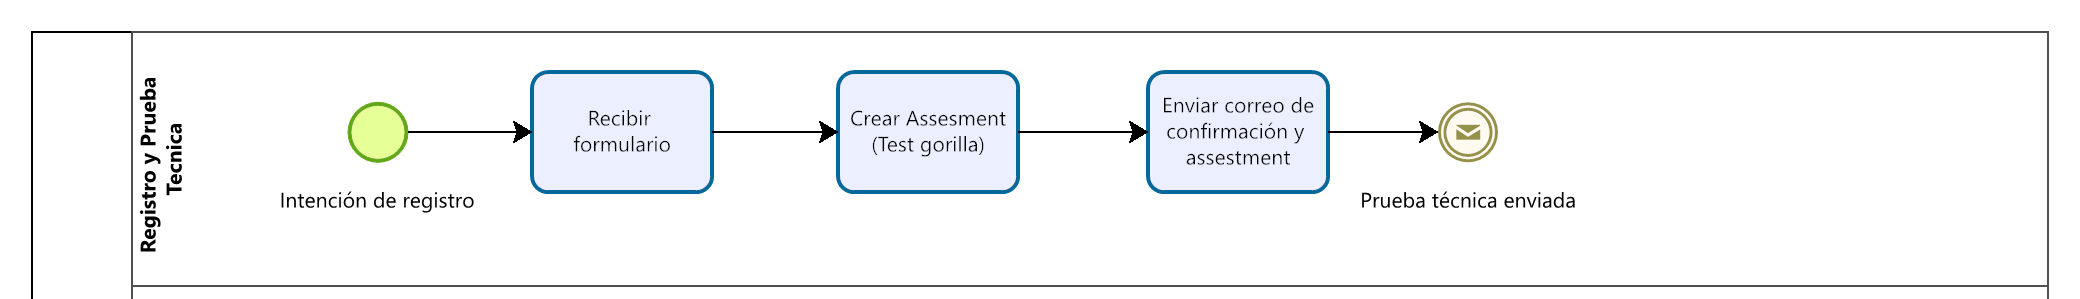 Registro y Prueba
Tecnica
Intención de registro
Recibir
formulario
Crear Assesment
(Test gorilla)
Enviar correo de
confirmación y
assestment
Prueba técnica enviada